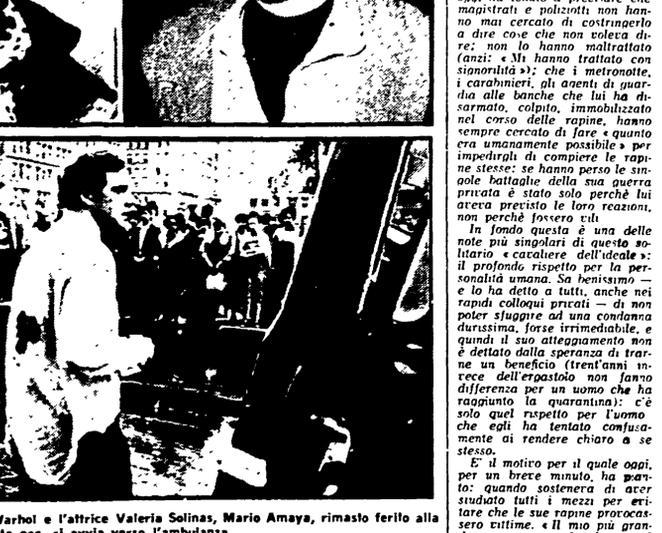 magistrati e poliziotti non han-
no mai cercato di costringerlo
a dire cose che non voleva di-
re; non lo hanno maltrattato
(anzi: « Mi hanno trattato con
signorilità »); che i metronotte,
i carabinieri, gli agenti di guar-
dia alle banche che lui ha di-
sarmato, colpito, immobilizzato
nel corso delle rapine, hanno
sempre cercato di fare « quanto
era umanamente possibile » per
impedirgli di compiere le rapi-
ne stesse: se hanno perso le sin-
gole battaglie della sua guerra
privata è stato solo perchè lui
aveva previsto le loro reazioni,
non perchè fossero vili
In fondo questa è una delle
note più singolari di questo so-
litario « cavaliere dell'ideale »:
il profondo rispetto per la per-
sonalità umana. Sa benissimo —
e lo ha detto a tutti, anche nei
rapidi colloqui privati — di non
poter sfuggire ad una condanna
durissima, forse irrimediabile, e
quindi il suo atteggiamento non
è dettato dalla speranza di trar-
ne un beneficio (trent'anni in-
vece dell'ergastolo non fanno
differenza per un uomo che ha
raggiunto la quarantina): c'è
solo quel rispetto per l'uomo
che egli ha tentato confusa-
mente di rendere chiaro a se
stesso.
E' il motivo per il quale oggi,
per un breve minuto, ha pian-
to: quando sosteneva di aver
studiato tutti i mezzi per evi-
tare che le sue rapine provocas-
sero vittime. « Il mio più gran-
Warhol e l'attrice Valeria Solinas, Mario Amaya, rimasto ferito alla
si avvia verso l'ambulanza